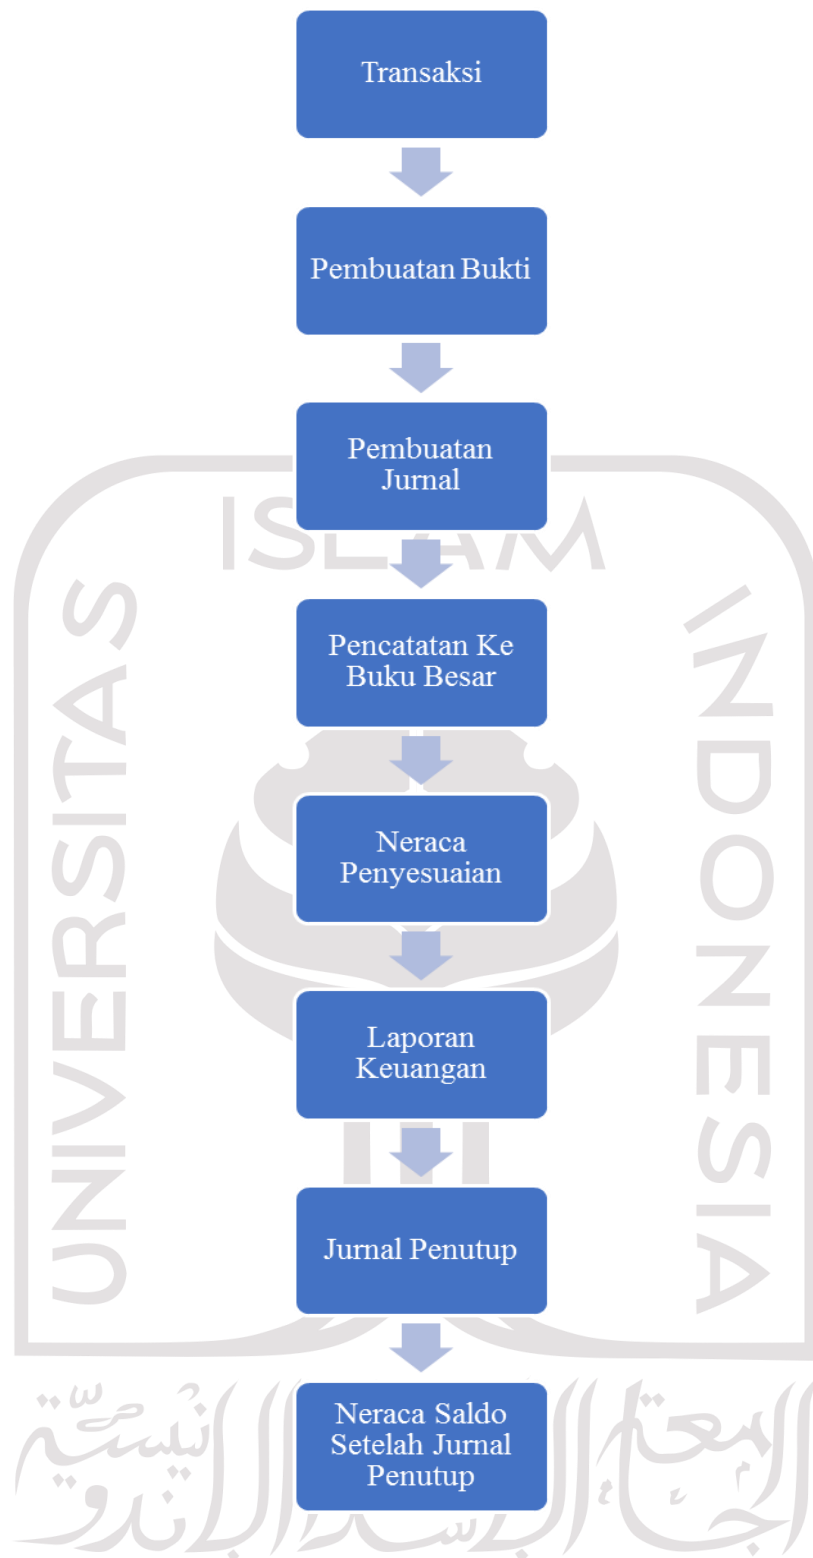 Transaksi
Pembuatan Bukti
Pembuatan
Jurnal
ISLAM
UNIVERSITAS
INDONESIA
Pencatatan Ke
Buku Besar
Neraca
Penyesuaian
Laporan
Keuangan
Jurnal Penutup
Neraca Saldo
Setelah Jurnal
Penutup